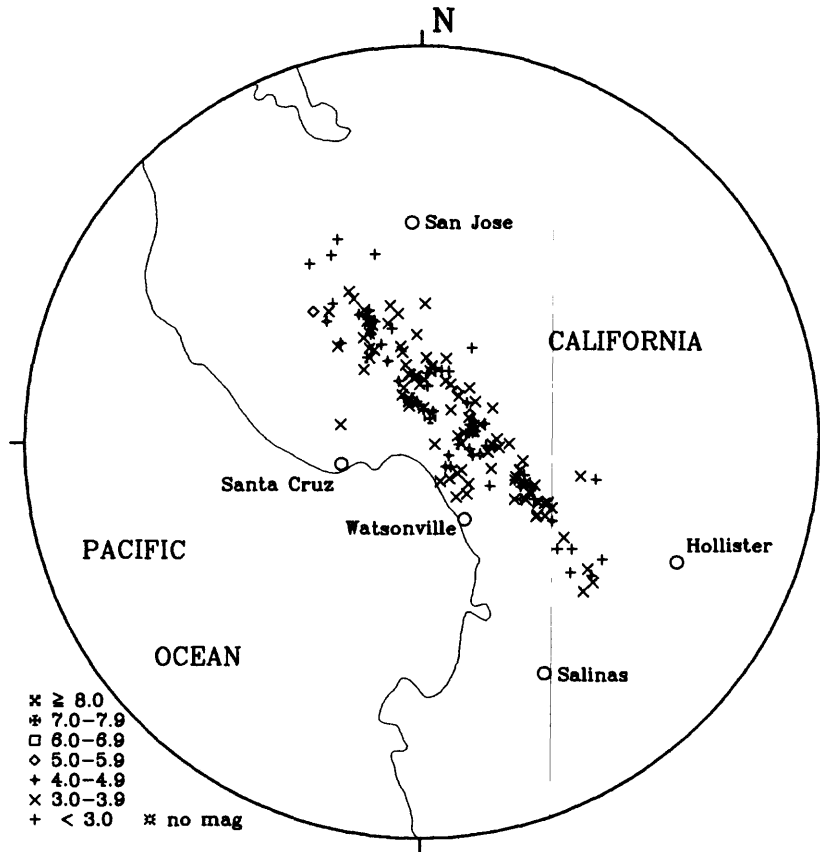 N
San Jose
CALIFORNIA
Santa Cruz
Watsonville
PACIFIC
Hollister
OCEAN
Salinas
≥ 8.0
7.0-7.9
6.0-6.9
5.0-5.9
4.0-4.9
3.0-3.9
< 3.0 no mag